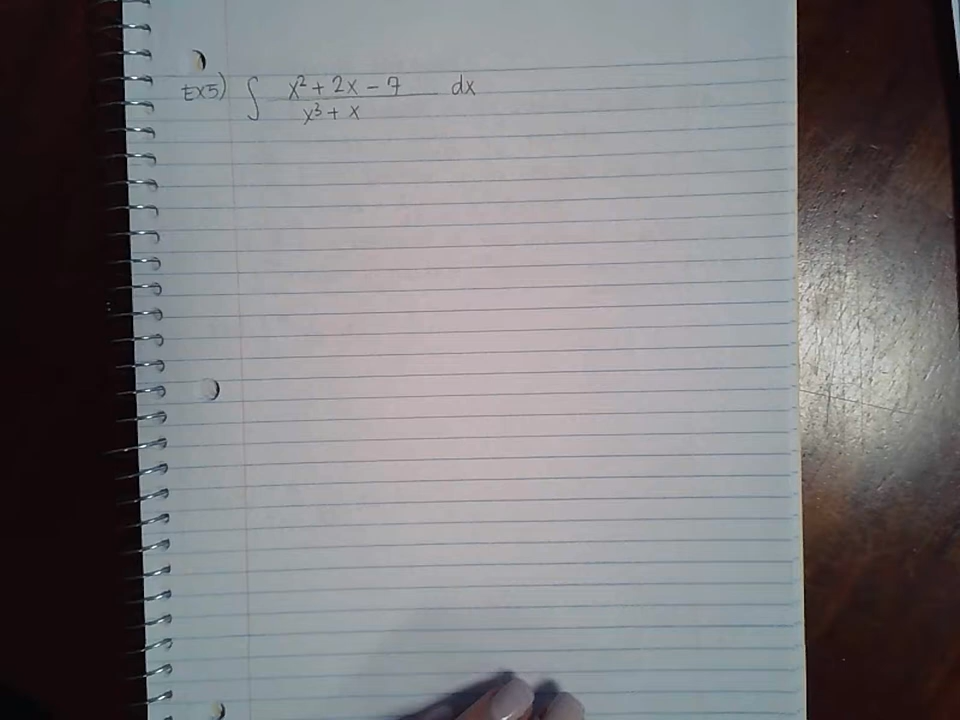 Ex5) ∫ x² + 2x - 7 dx
x³ + x